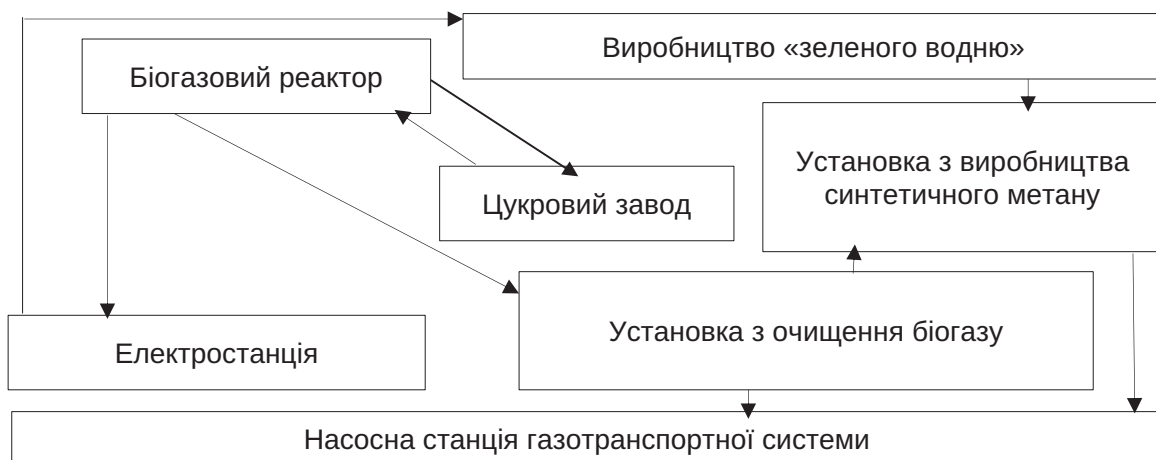 Виробництво «зеленого водню»
Біогазовий реактор
Установка з виробництва
синтетичного метану
Цукровий завод
Установка з очищення біогазу
Електростанція
Насосна станція газотранспортної системи